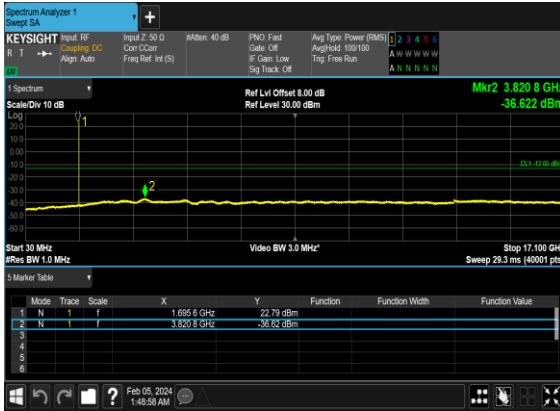 Spectrum Analyzer 1
Swept SA
+
KEYSIGHT
R T
LV
Input: RF
Coupling: DC
Align: Auto
Input Z: 50 Ω
Corr CCorr
Freq Ref: Int (S)
#Atten: 40 dB
PNO: Fast
Gate: Off
IF Gain: Low
Sig Track: Off
Avg Type: Power (RMS)
Avg|Hold: 100/100
Trig: Free Run
1 2 3 4 5 6
A W W W W W
A N N N N N
1 Spectrum
Scale/Div 10 dB
Ref Lvl Offset 8.00 dB
Ref Level 30.00 dBm
Mkr2 3.820 8 GHz
-36.622 dBm
Log
20.0
10.0
0.00
-10.0
-20.0
-30.0
-40.0
-50.0
-60.0
1
2
DL1 -13.00 dBm
Start 30 MHz
#Res BW 1.0 MHz
Video BW 3.0 MHz*
Stop 17.100 GHz
Sweep 29.3 ms (40001 pts)
5 Marker Table
Mode Trace Scale X Y Function Function Width Function Value
1 N 1 f 1.695 6 GHz 22.79 dBm
2 N 1 f 3.820 8 GHz -36.62 dBm
3
4
5
6
?
Feb 05, 2024
1:48:58 AM